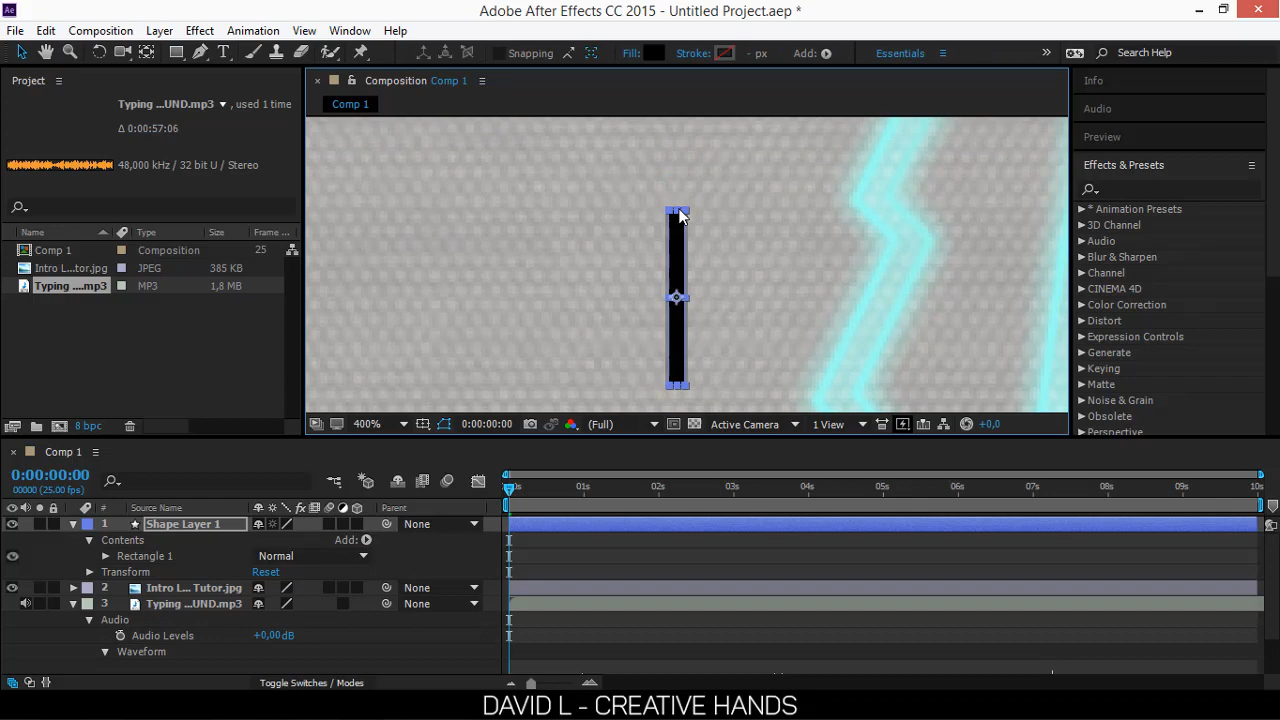 Adobe After Effects CC 2015 - Untitled Project.aep *
File Edit Composition Layer Effect Animation View Window Help
Snapping Fill: Stroke: - px Add: Essentials Search Help
Project
Composition Comp 1
Info
Typing ...UND.mp3 , used 1 time
Comp 1
Audio
Δ 0:00:57:06
Preview
48,000 kHz / 32 bit U / Stereo
Effects & Presets
Name Type Size Frame ...
* Animation Presets
3D Channel
Comp 1 Composition 25
Audio
Intro L...tor.jpg JPEG 385 KB
Blur & Sharpen
Typing ....mp3 MP3 1,8 MB
Channel
CINEMA 4D
Color Correction
Distort
Expression Controls
Generate
Keying
Matte
Noise & Grain
Obsolete
Perspective
8 bpc
400% 0:00:00:00 (Full) Active Camera 1 View +0,0
Comp 1
0:00:00:00
00000 (25.00 fps)
0s 01s 02s 03s 04s 05s 06s 07s 08s 09s 10s
# Source Name Parent
1 Shape Layer 1 None
Contents Add:
Rectangle 1 Normal
Transform Reset
2 Intro L... Tutor.jpg None
3 Typing ...UND.mp3 None
Audio
Audio Levels +0,00dB
Waveform
Toggle Switches / Modes
DAVID L - CREATIVE HANDS